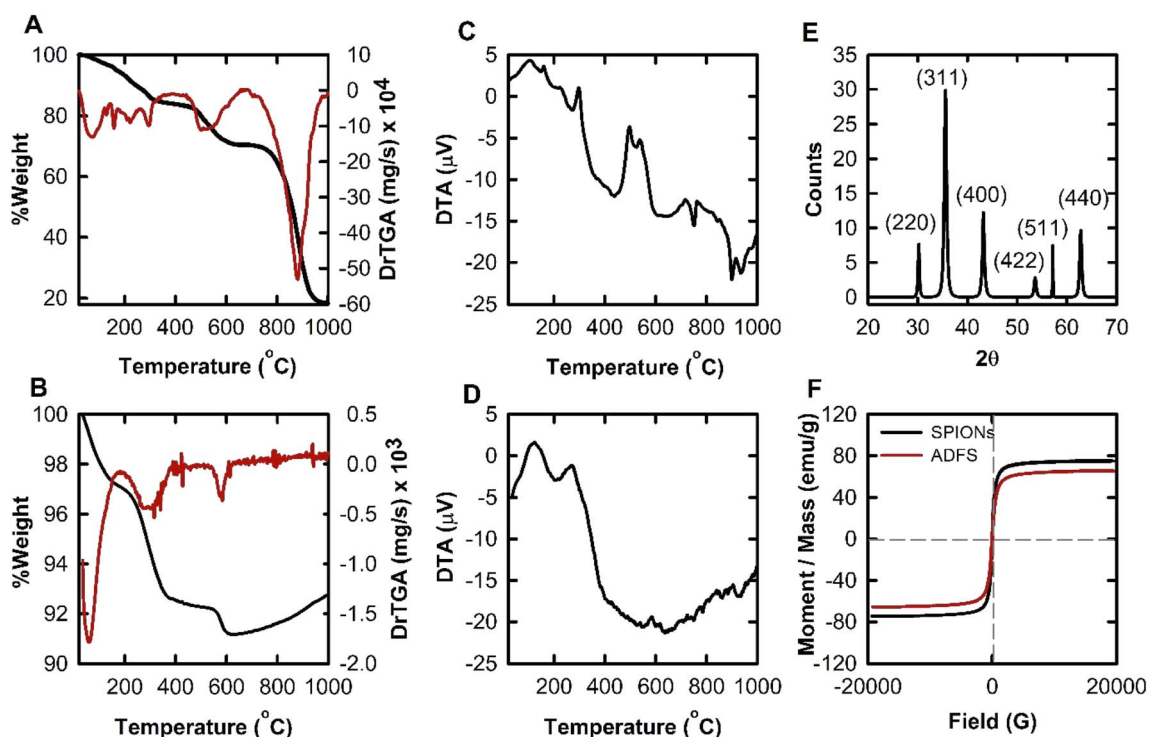 A
100
80
60
40
20
%Weight
10
0
-10
-20
-30
-40
-50
-60
DrTGA (mg/s) x 10⁴
200 400 600 800 1000
Temperature (°C)
C
5
0
-5
-10
-15
-20
-25
DTA (µV)
200 400 600 800 1000
Temperature (°C)
E
35
30
25
20
15
10
5
0
Counts
(311)
(400)
(220)
(422)
(511)
(440)
20 30 40 50 60 70
2θ
B
100
98
96
94
92
90
%Weight
0.5
0.0
-0.5
-1.0
-1.5
-2.0
DrTGA (mg/s) x 10³
200 400 600 800 1000
Temperature (°C)
D
5
0
-5
-10
-15
-20
-25
DTA (µV)
200 400 600 800 1000
Temperature (°C)
F
120
80
40
0
-40
-80
-120
Moment / Mass (emu/g)
SPIONs
ADFS
-20000 0 20000
Field (G)